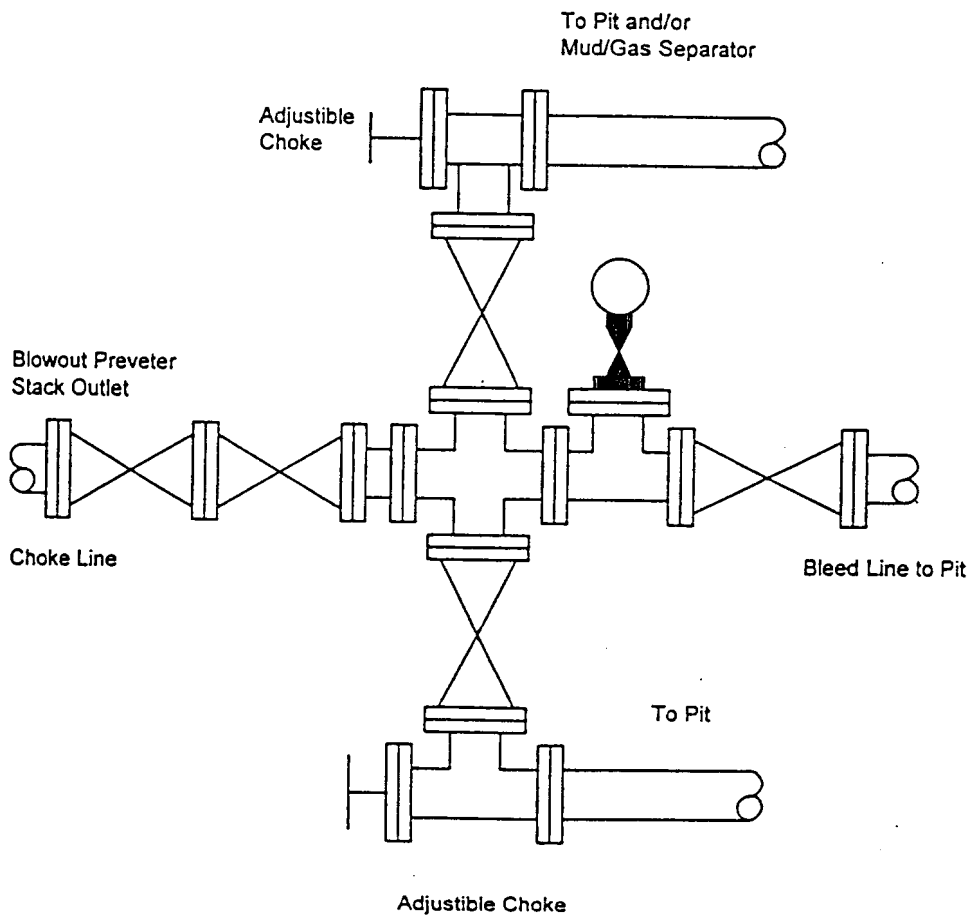 To Pit and/or
Mud/Gas Separator
Adjustible
Choke
Blowout Preveter
Stack Outlet
Choke Line
Bleed Line to Pit
To Pit
Adjustible Choke